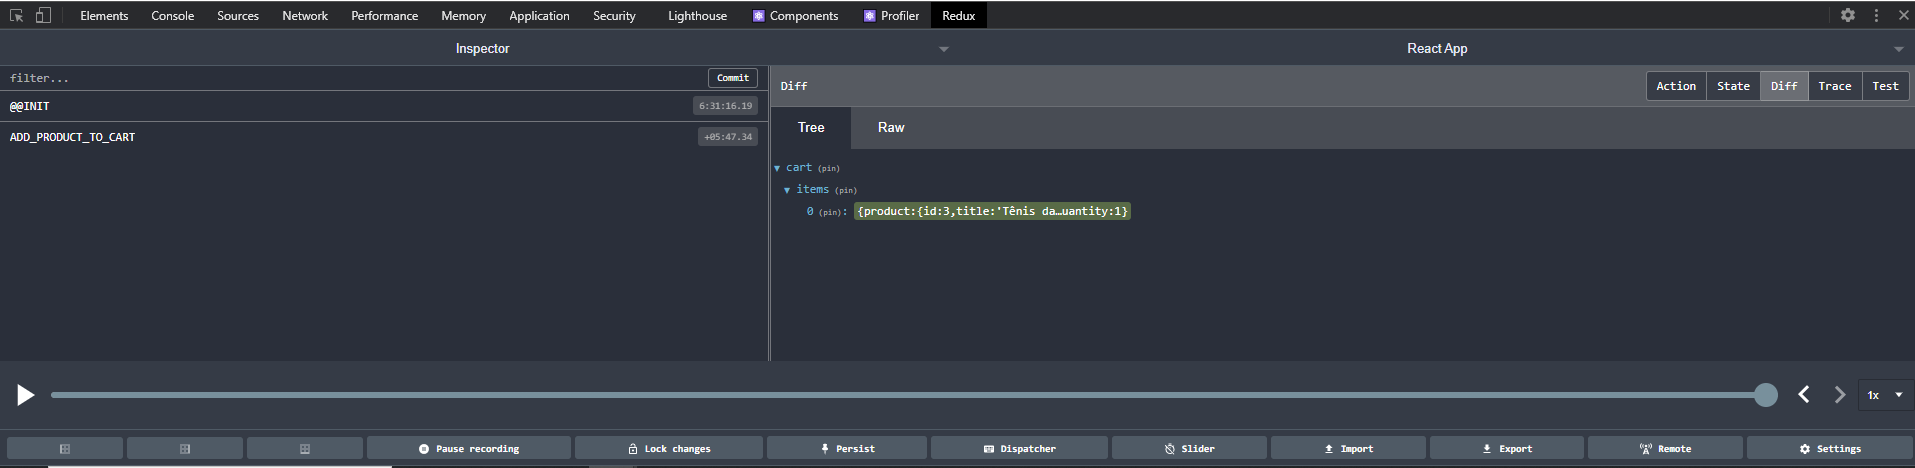 Elements Console Sources Network Performance Memory Application Security Lighthouse Components Profiler Redux
Inspector React App
filter... Commit
@@INIT 6:31:16.19
ADD_PRODUCT_TO_CART +05:47.34
Diff Action State Diff Trace Test
Tree Raw
cart (pin)
items (pin)
0 (pin): {product:{id:3,title:'Tênis da…uantity:1}
1x
Pause recording Lock changes Persist Dispatcher Slider Import Export Remote Settings